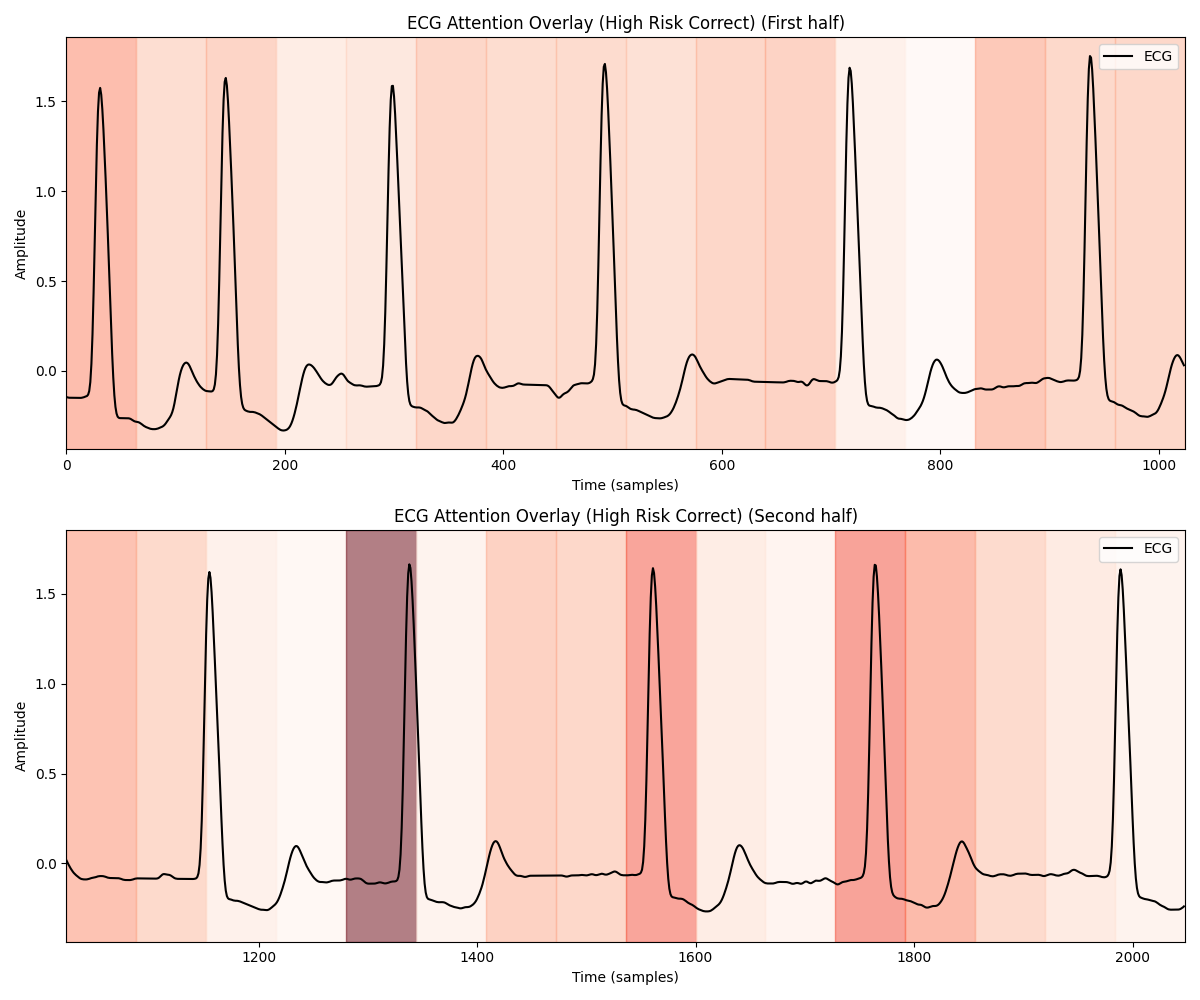 ECG Attention Overlay (High Risk Correct) (First half)
ECG
1.5
1.0
0.5
0.0
Amplitude
0 200 400 600 800 1000
Time (samples)
ECG Attention Overlay (High Risk Correct) (Second half)
ECG
1.5
1.0
0.5
0.0
Amplitude
1200 1400 1600 1800 2000
Time (samples)